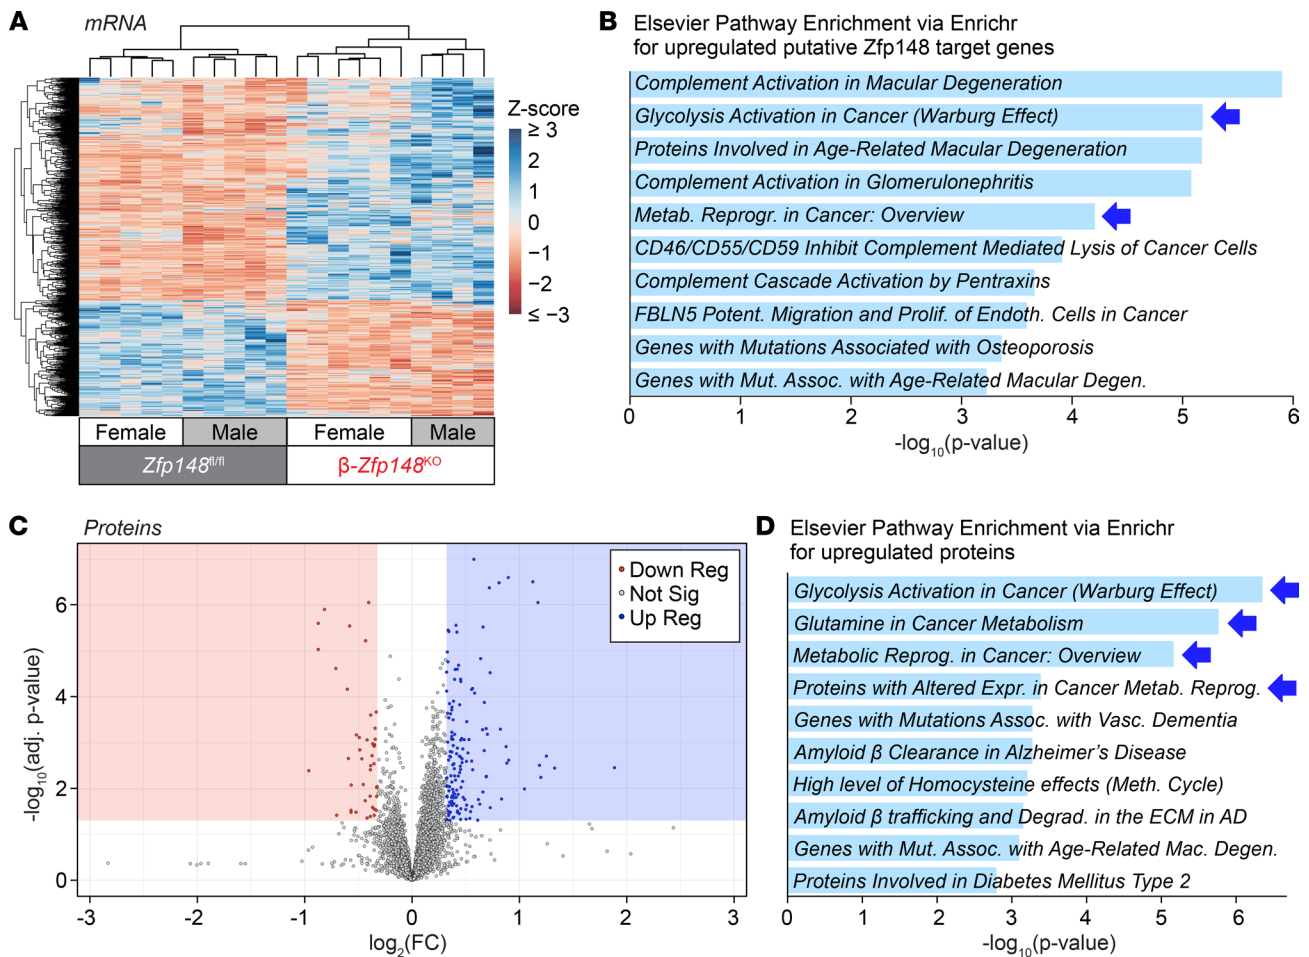 A
mRNA
Z-score
≥ 3
2
1
0
−1
−2
≤ −3
Female
Male
Female
Male
Zfp148fl/fl
β-Zfp148KO
B
Elsevier Pathway Enrichment via Enrichr
for upregulated putative Zfp148 target genes
Complement Activation in Macular Degeneration
Glycolysis Activation in Cancer (Warburg Effect)
Proteins Involved in Age-Related Macular Degeneration
Complement Activation in Glomerulonephritis
Metab. Reprogr. in Cancer: Overview
CD46/CD55/CD59 Inhibit Complement Mediated Lysis of Cancer Cells
Complement Cascade Activation by Pentraxins
FBLN5 Potent. Migration and Prolif. of Endoth. Cells in Cancer
Genes with Mutations Associated with Osteoporosis
Genes with Mut. Assoc. with Age-Related Macular Degen.
0 1 2 3 4 5 6
-log10(p-value)
C
Proteins
Down Reg
Not Sig
Up Reg
6
4
2
0
-log10(adj. p-value)
-3 -2 -1 0 1 2 3
log2(FC)
D
Elsevier Pathway Enrichment via Enrichr
for upregulated proteins
Glycolysis Activation in Cancer (Warburg Effect)
Glutamine in Cancer Metabolism
Metabolic Reprog. in Cancer: Overview
Proteins with Altered Expr. in Cancer Metab. Reprog.
Genes with Mutations Assoc. with Vasc. Dementia
Amyloid β Clearance in Alzheimer's Disease
High level of Homocysteine effects (Meth. Cycle)
Amyloid β trafficking and Degrad. in the ECM in AD
Genes with Mut. Assoc. with Age-Related Mac. Degen.
Proteins Involved in Diabetes Mellitus Type 2
0 1 2 3 4 5 6
-log10(p-value)